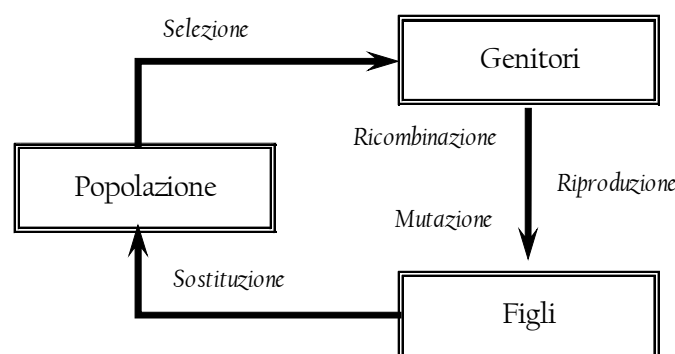 Selezione
Genitori
Ricombinazione
Popolazione
Riproduzione
Mutazione
Sostituzione
Figli